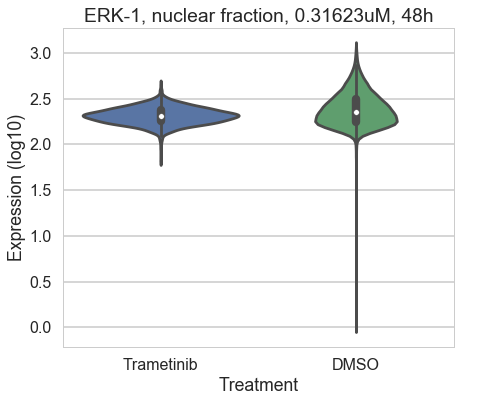 ERK-1, nuclear fraction, 0.31623uM, 48h
3.0
2.5
2.0
1.5
1.0
0.5
0.0
Expression (log10)
Trametinib
DMSO
Treatment